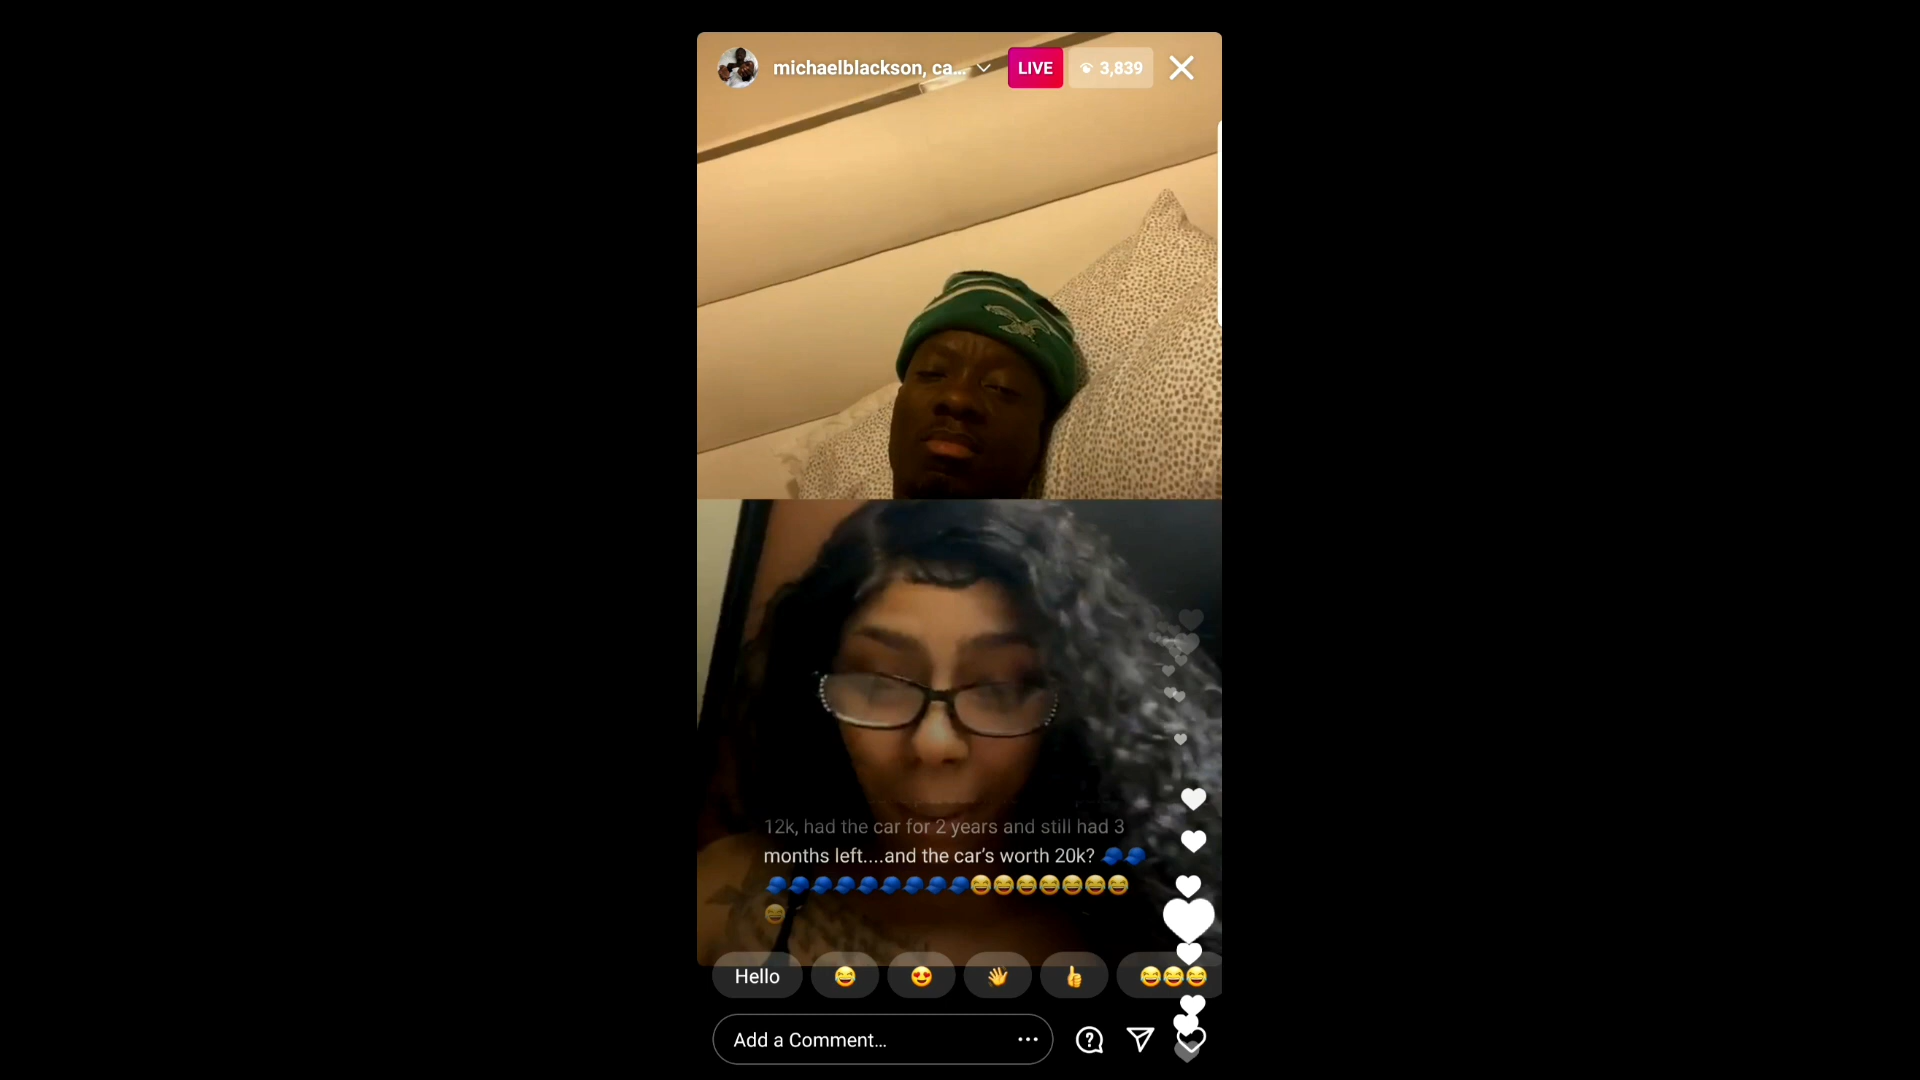 michaelblackson, ca...
LIVE
3,839
12k, had the car for 2 years and still had 3
months left....and the car's worth 20k? 🧢🧢
🧢🧢🧢🧢🧢🧢🧢🧢🧢😂😂😂😂😂😂😂
😂
Hello 😂 😍 👋 👍 😂😂😂
Add a Comment...